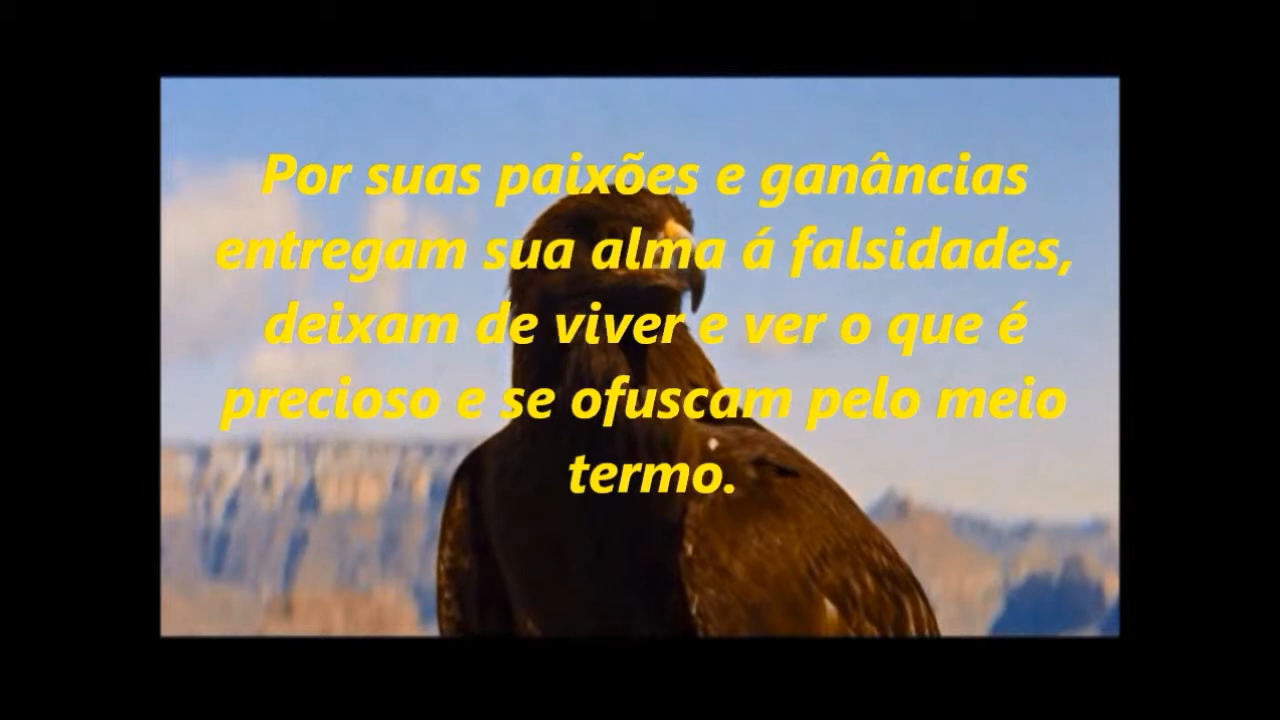 Por suas paixões e ganâncias
entregam sua alma á falsidades,
deixam de viver e ver o que é
precioso e se ofuscam pelo meio
termo.